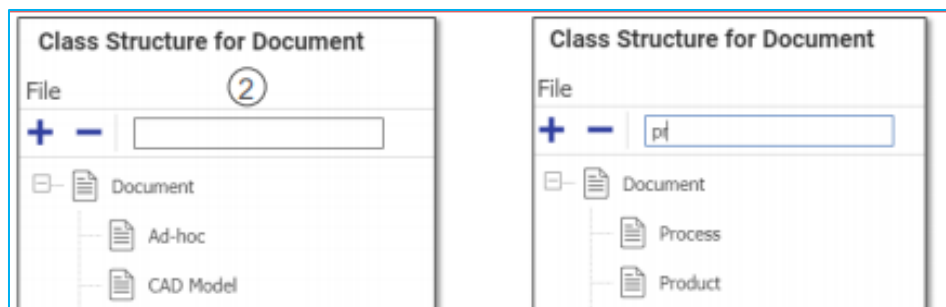 Class Structure for Document
File
②
Document
Ad-hoc
CAD Model
Class Structure for Document
File
pr
Document
Process
Product